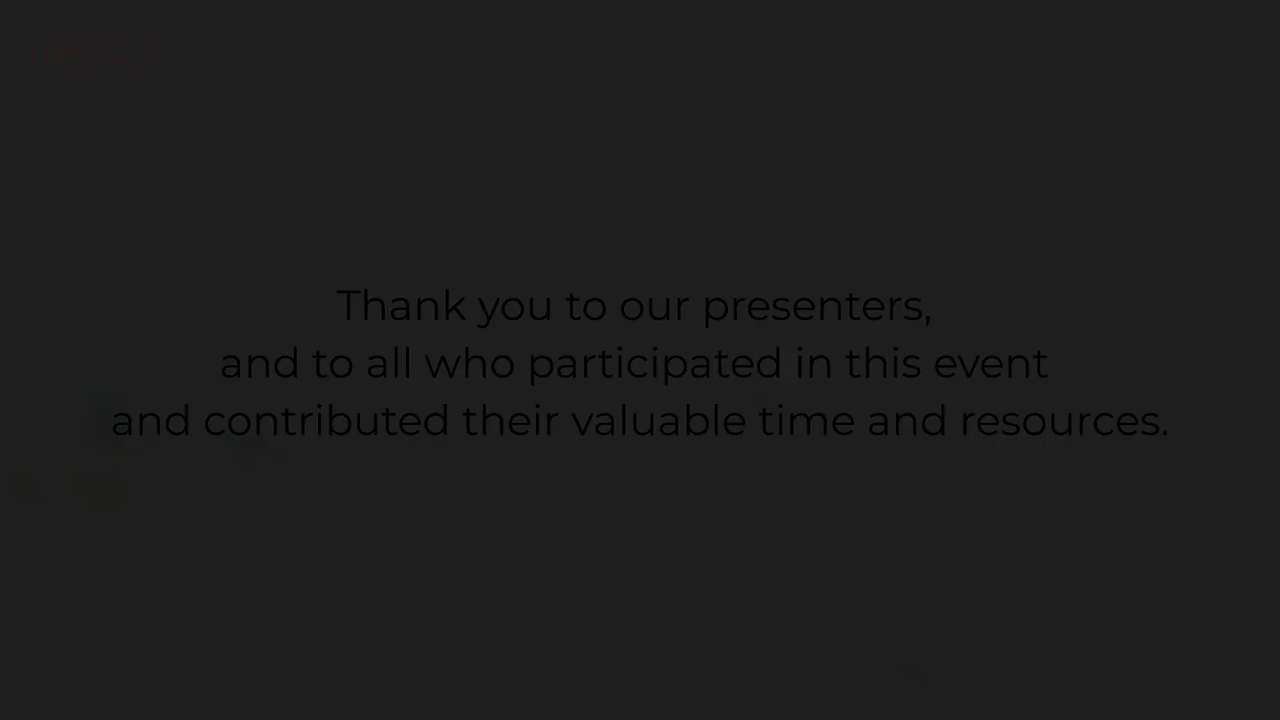 Thank you to our presenters,
and to all who participated in this event
and contributed their valuable time and resources.